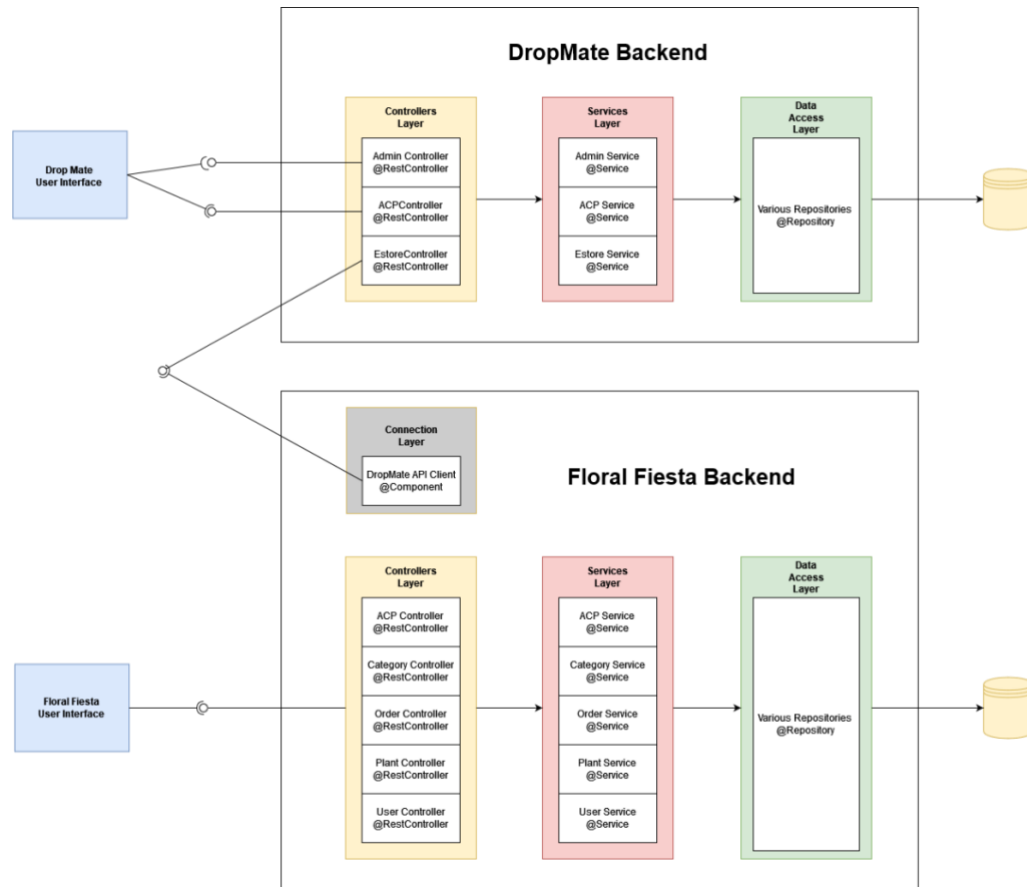 DropMate Backend
Drop Mate
User Interface
Controllers
Layer
Admin Controller
@RestController
ACPController
@RestController
EstoreController
@RestController
Services
Layer
Admin Service
@Service
ACP Service
@Service
Estore Service
@Service
Data
Access
Layer
Various Repositories
@Repository
Connection
Layer
DropMate API Client
@Component
Floral Fiesta Backend
Floral Fiesta
User Interface
Controllers
Layer
ACP Controller
@RestController
Category Controller
@RestController
Order Controller
@RestController
Plant Controller
@RestController
User Controller
@RestController
Services
Layer
ACP Service
@Service
Category Service
@Service
Order Service
@Service
Plant Service
@Service
User Service
@Service
Data
Access
Layer
Various Repositories
@Repository